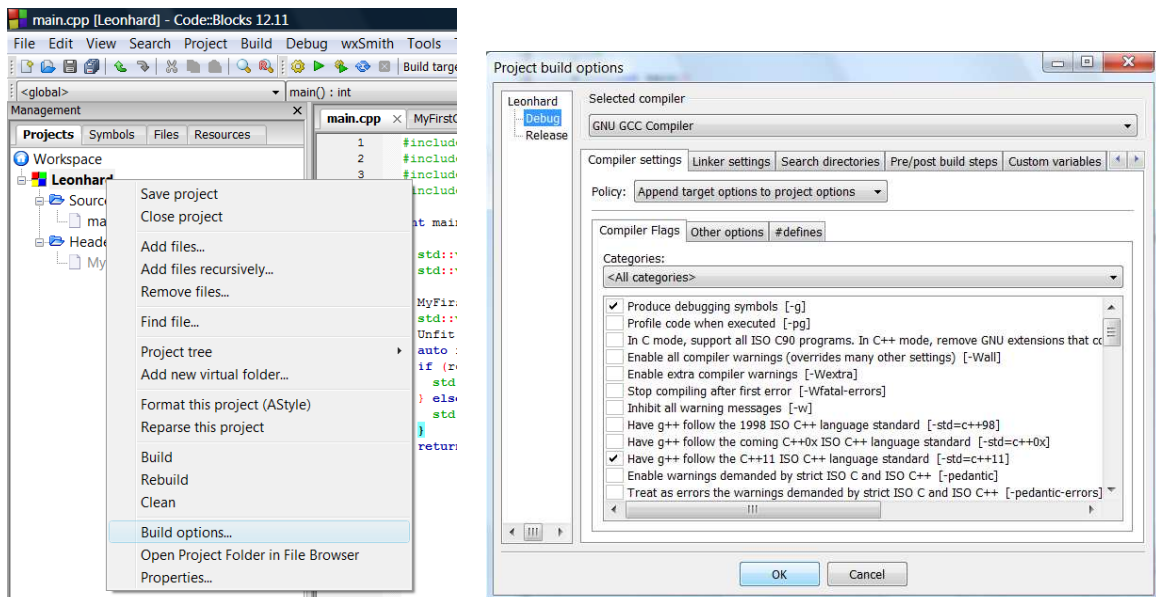 main.cpp [Leonhard] - Code::Blocks 12.11
File Edit View Search Project Build Debug wxSmith Tools
Build targe
<global>
main() : int
Management
Projects Symbols Files Resources
main.cpp
Workspace
Leonhard
1 #include
2 #include
3 #include
include
main
std::
std::
std::
Unfit
auto
if (re
std
} else
std
}
return
Save project
Close project
Add files...
Add files recursively...
Remove files...
Find file...
Project tree
Add new virtual folder...
Format this project (AStyle)
Reparse this project
Build
Rebuild
Clean
Build options...
Open Project Folder in File Browser
Properties...
Project build options
Leonhard
Debug
Release
Selected compiler
GNU GCC Compiler
Compiler settings Linker settings Search directories Pre/post build steps Custom variables
Policy: Append target options to project options
Compiler Flags Other options #defines
Categories:
<All categories>
Produce debugging symbols [-g]
Profile code when executed [-pg]
In C mode, support all ISO C90 programs. In C++ mode, remove GNU extensions that co
Enable all compiler warnings (overrides many other settings) [-Wall]
Enable extra compiler warnings [-Wextra]
Stop compiling after first error [-Wfatal-errors]
Inhibit all warning messages [-w]
Have g++ follow the 1998 ISO C++ language standard [-std=c++98]
Have g++ follow the coming C++0x ISO C++ language standard [-std=c++0x]
Have g++ follow the C++11 ISO C++ language standard [-std=c++11]
Enable warnings demanded by strict ISO C and ISO C++ [-pedantic]
Treat as errors the warnings demanded by strict ISO C and ISO C++ [-pedantic-errors]
OK Cancel